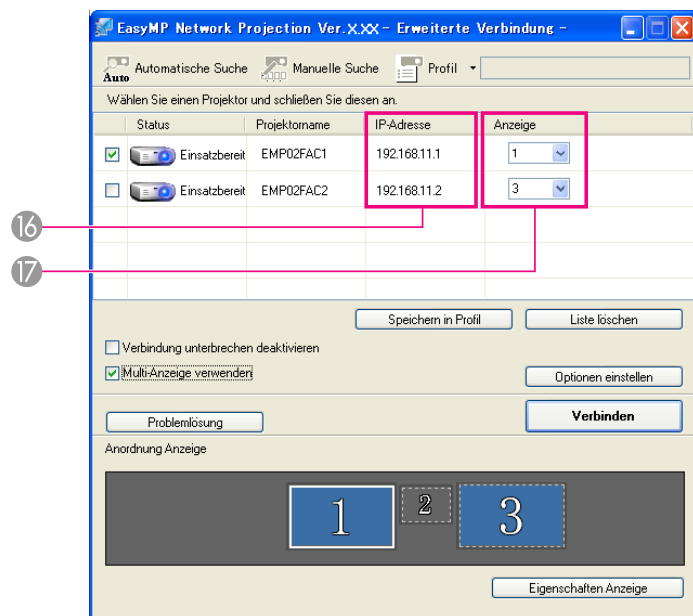 EasyMP Network Projection Ver.X.XX - Erweiterte Verbindung -
Auto Automatische Suche Manuelle Suche Profil
Wählen Sie einen Projektor und schließen Sie diesen an.
Status Projektorname IP-Adresse Anzeige
Einsatzbereit EMP02FAC1 192.168.11.1 1
Einsatzbereit EMP02FAC2 192.168.11.2 3
16
17
Speichern in Profil Liste löschen
Verbindung unterbrechen deaktivieren
Multi-Anzeige verwenden Optionen einstellen
Problemlösung Verbinden
Anordnung Anzeige
1 2 3
Eigenschaften Anzeige